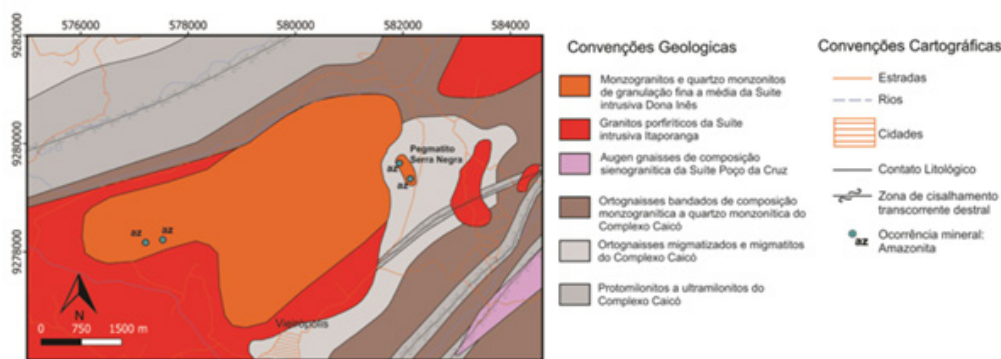 576000 578000 580000 582000 584000
9282000
9280000
9278000
Pegmatito
Serra Negra
az
az
az az
Vieirópolis
N
0 750 1500 m
Convenções Geologicas
Monzogranitos e quartzo monzonitos
de granulação fina a média da Suite
intrusiva Dona Inês
Granitos porfiríticos da Suíte
intrusiva Itaporanga
Augen gnaisses de composição
sienogranitica da Suíte Poço da Cruz
Ortognaisses bandados de composição
monzogranítica a quartzo monzonítica do
Complexo Caicó
Ortognaisses migmatizados e migmatitos
do Complexo Caicó
Protomilonitos a ultramilonitos do
Complexo Caicó
Convenções Cartográficas
Estradas
Rios
Cidades
Contato Litológico
Zona de cisalhamento
transcorrente destral
az
Ocorrência mineral:
Amazonita